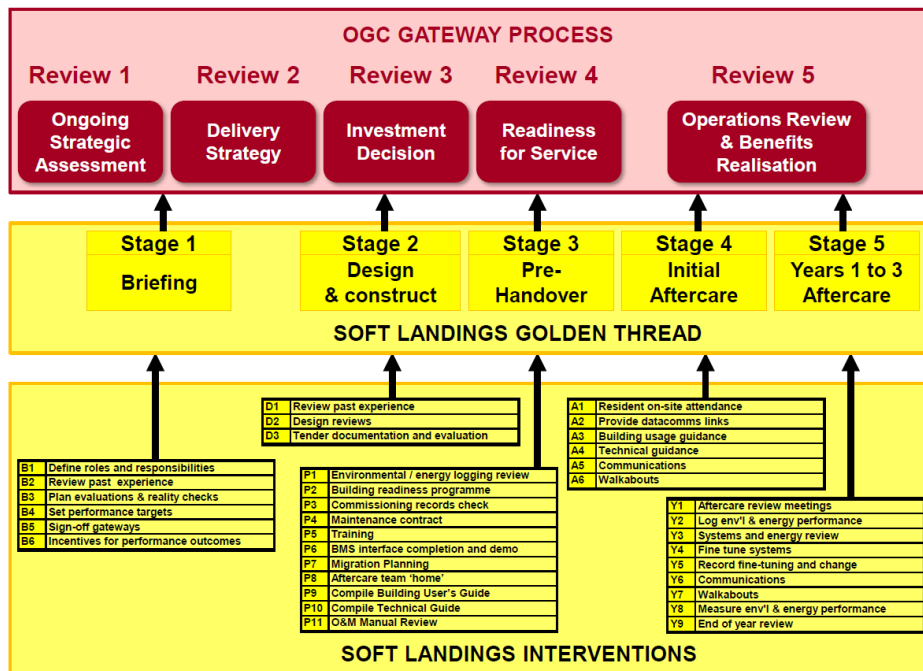 OGC GATEWAY PROCESS
Review 1
Review 2
Review 3
Review 4
Review 5
Ongoing
Strategic
Assessment
Delivery
Strategy
Investment
Decision
Readiness
for Service
Operations Review
& Benefits
Realisation
Stage 1
Briefing
Stage 2
Design
& construct
Stage 3
Pre-
Handover
Stage 4
Initial
Aftercare
Stage 5
Years 1 to 3
Aftercare
SOFT LANDINGS GOLDEN THREAD
B1 Define roles and responsibilities
B2 Review past experience
B3 Plan evaluations & reality checks
B4 Set performance targets
B5 Sign-off gateways
B6 Incentives for performance outcomes
D1 Review past experience
D2 Design reviews
D3 Tender documentation and evaluation
P1 Environmental / energy logging review
P2 Building readiness programme
P3 Commissioning records check
P4 Maintenance contract
P5 Training
P6 BMS interface completion and demo
P7 Migration Planning
P8 Aftercare team ‘home’
P9 Compile Building User’s Guide
P10 Compile Technical Guide
P11 O&M Manual Review
A1 Resident on-site attendance
A2 Provide datacomms links
A3 Building usage guidance
A4 Technical guidance
A5 Communications
A6 Walkabouts
Y1 Aftercare review meetings
Y2 Log env'l & energy performance
Y3 Systems and energy review
Y4 Fine tune systems
Y5 Record fine-tuning and change
Y6 Communications
Y7 Walkabouts
Y8 Measure env'l & energy performance
Y9 End of year review
SOFT LANDINGS INTERVENTIONS